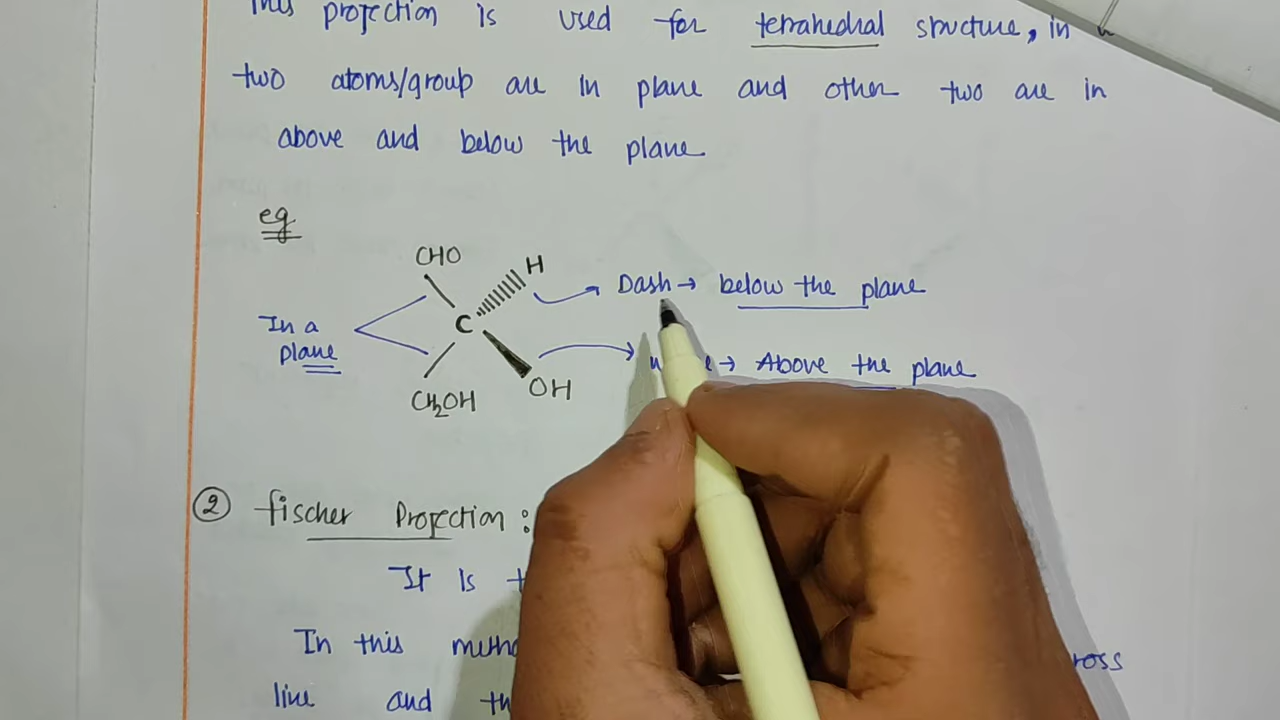 This projection is used for tetrahedral structure, in
two atoms/group are in plane and other two are in
above and below the plane
eg
CHO
H
Dash → below the plane
In a
plane
C
→ Above the plane
OH
CH2OH
② Fischer Projection :
It is
In this
line and